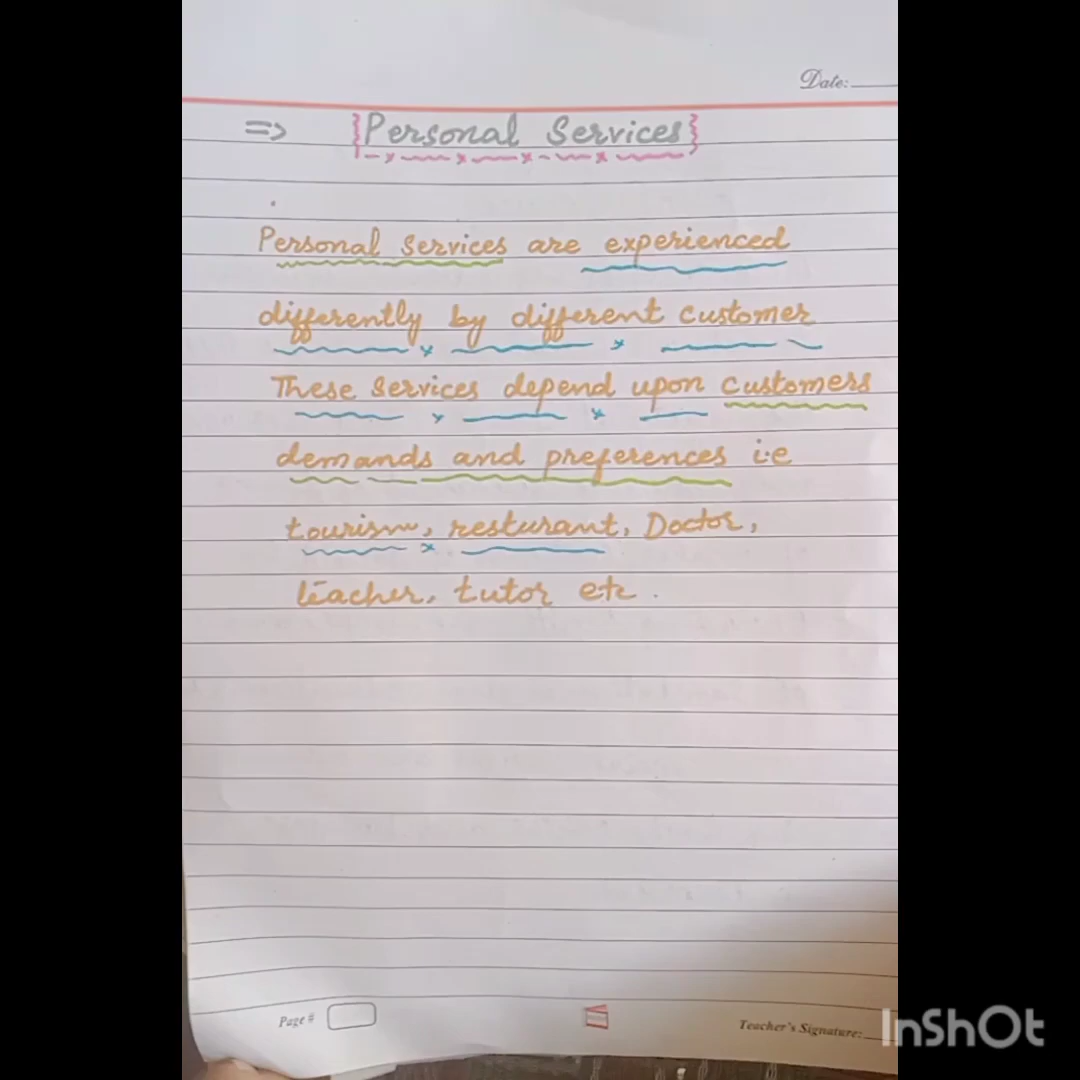 Date:
=> {Personal Services}
Personal Services are experienced
differently by different customer
These services depend upon customers
demands and preferences i.e
tourism, resturant, Doctor,
teacher, tutor etc.
Page #
Teacher's Signature:
InShOt